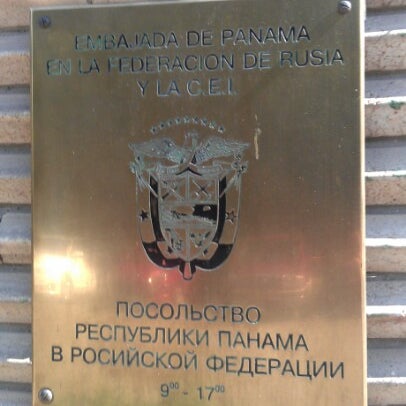 EMBAJADA DE PANAMA
EN LA FEDERACION DE RUSIA
Y LA C.E.I.
ПОСОЛЬСТВО
РЕСПУБЛИКИ ПАНАМА
В РОСИЙСКОЙ ФЕДЕРАЦИИ
9⁰⁰ - 17⁰⁰